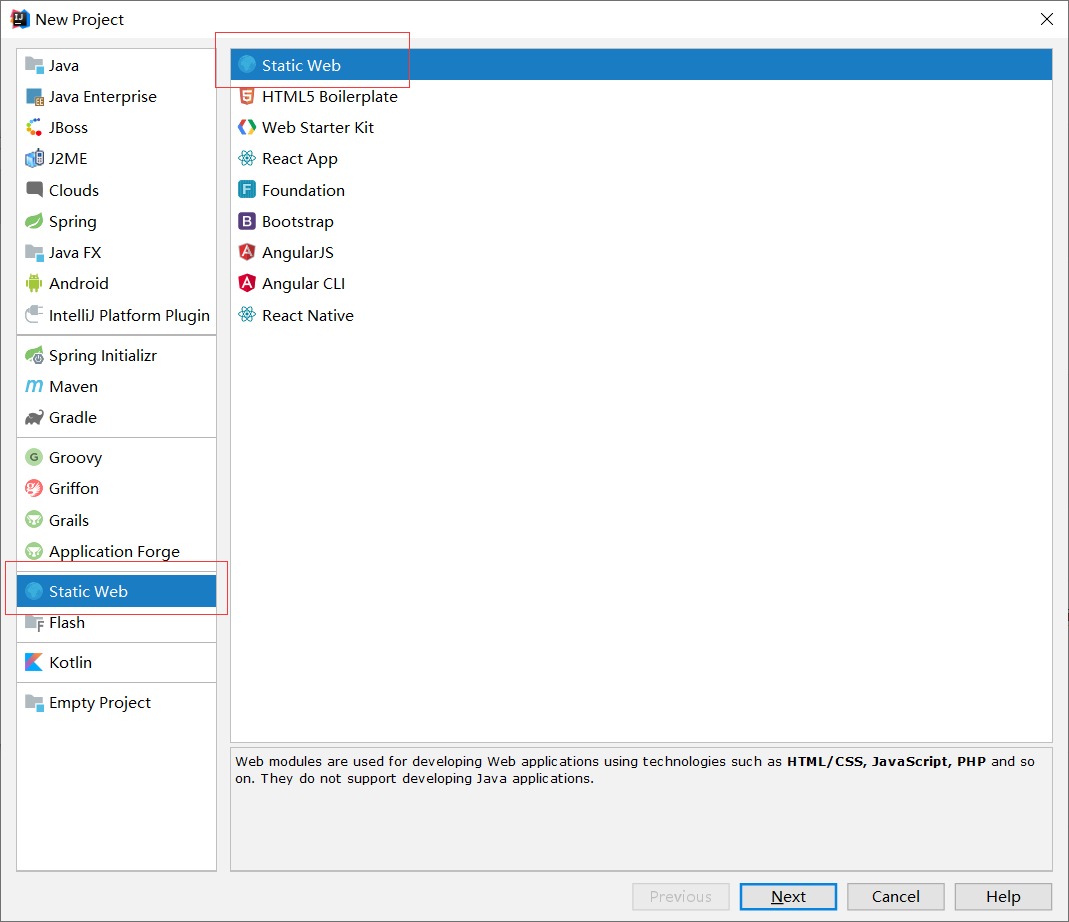 New Project
Java
Java Enterprise
JBoss
J2ME
Clouds
Spring
Java FX
Android
IntelliJ Platform Plugin
Spring Initializr
Maven
Gradle
Groovy
Griffon
Grails
Application Forge
Static Web
Flash
Kotlin
Empty Project
Static Web
HTML5 Boilerplate
Web Starter Kit
React App
Foundation
Bootstrap
AngularJS
Angular CLI
React Native
Web modules are used for developing Web applications using technologies such as HTML/CSS, JavaScript, PHP and so
on. They do not support developing Java applications.
Previous
Next
Cancel
Help